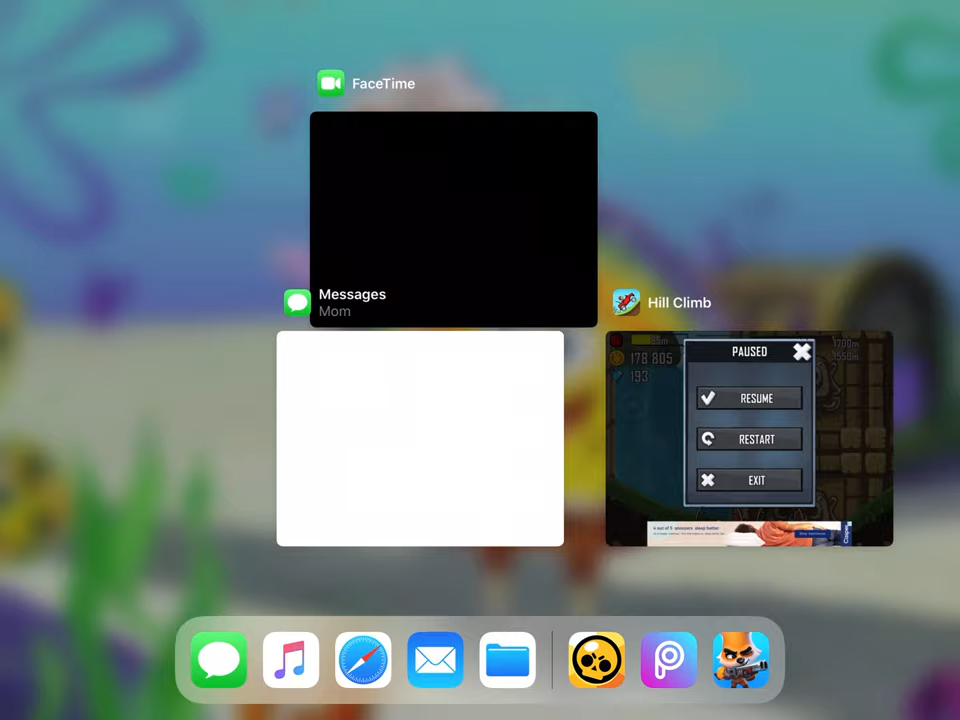 FaceTime
Messages
Mom
Hill Climb
PAUSED
178 805
193
RESUME
RESTART
EXIT